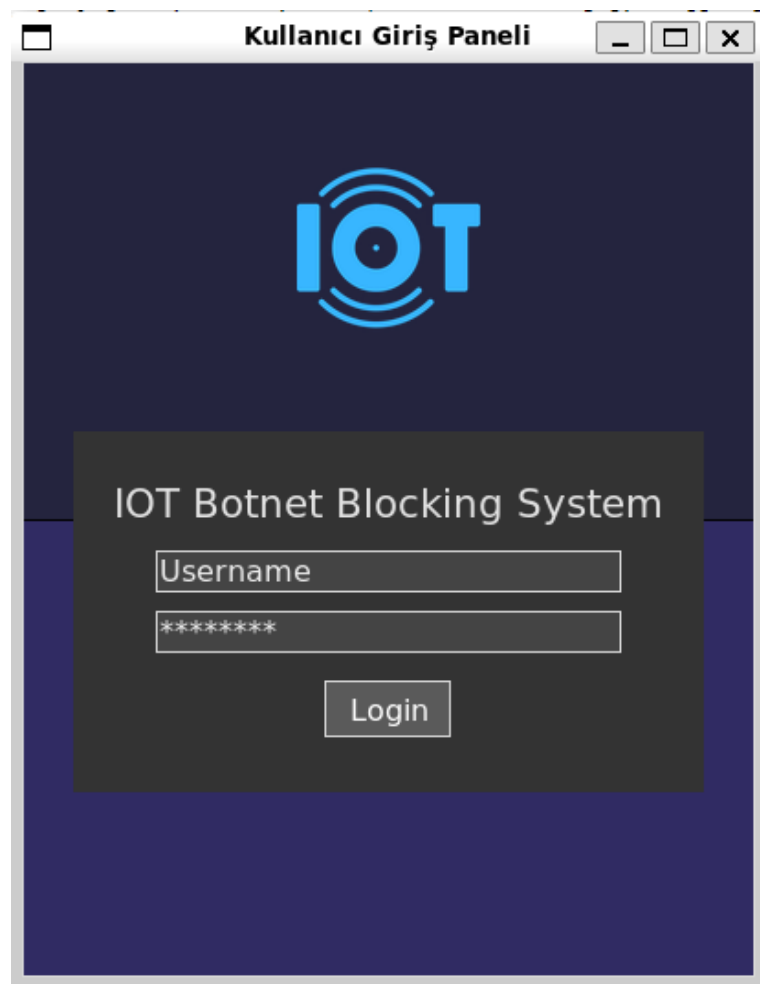 Kullanıcı Giriş Paneli
IOT
IOT Botnet Blocking System
Username
********
Login